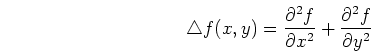 △f(x, y) = ∂²f/∂x² + ∂²f/∂y²